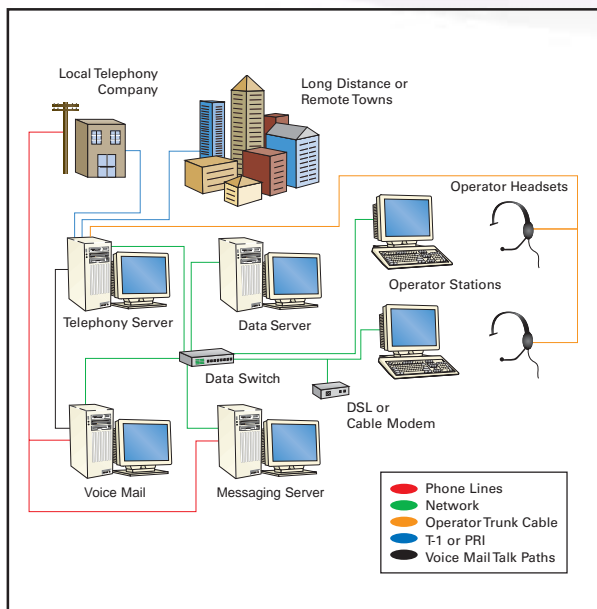 Local Telephony
Company
Long Distance or
Remote Towns
Operator Headsets
Operator Stations
Telephony Server
Data Server
Data Switch
DSL or
Cable Modem
Voice Mail
Messaging Server
Phone Lines
Network
Operator Trunk Cable
T-1 or PRI
Voice Mail Talk Paths